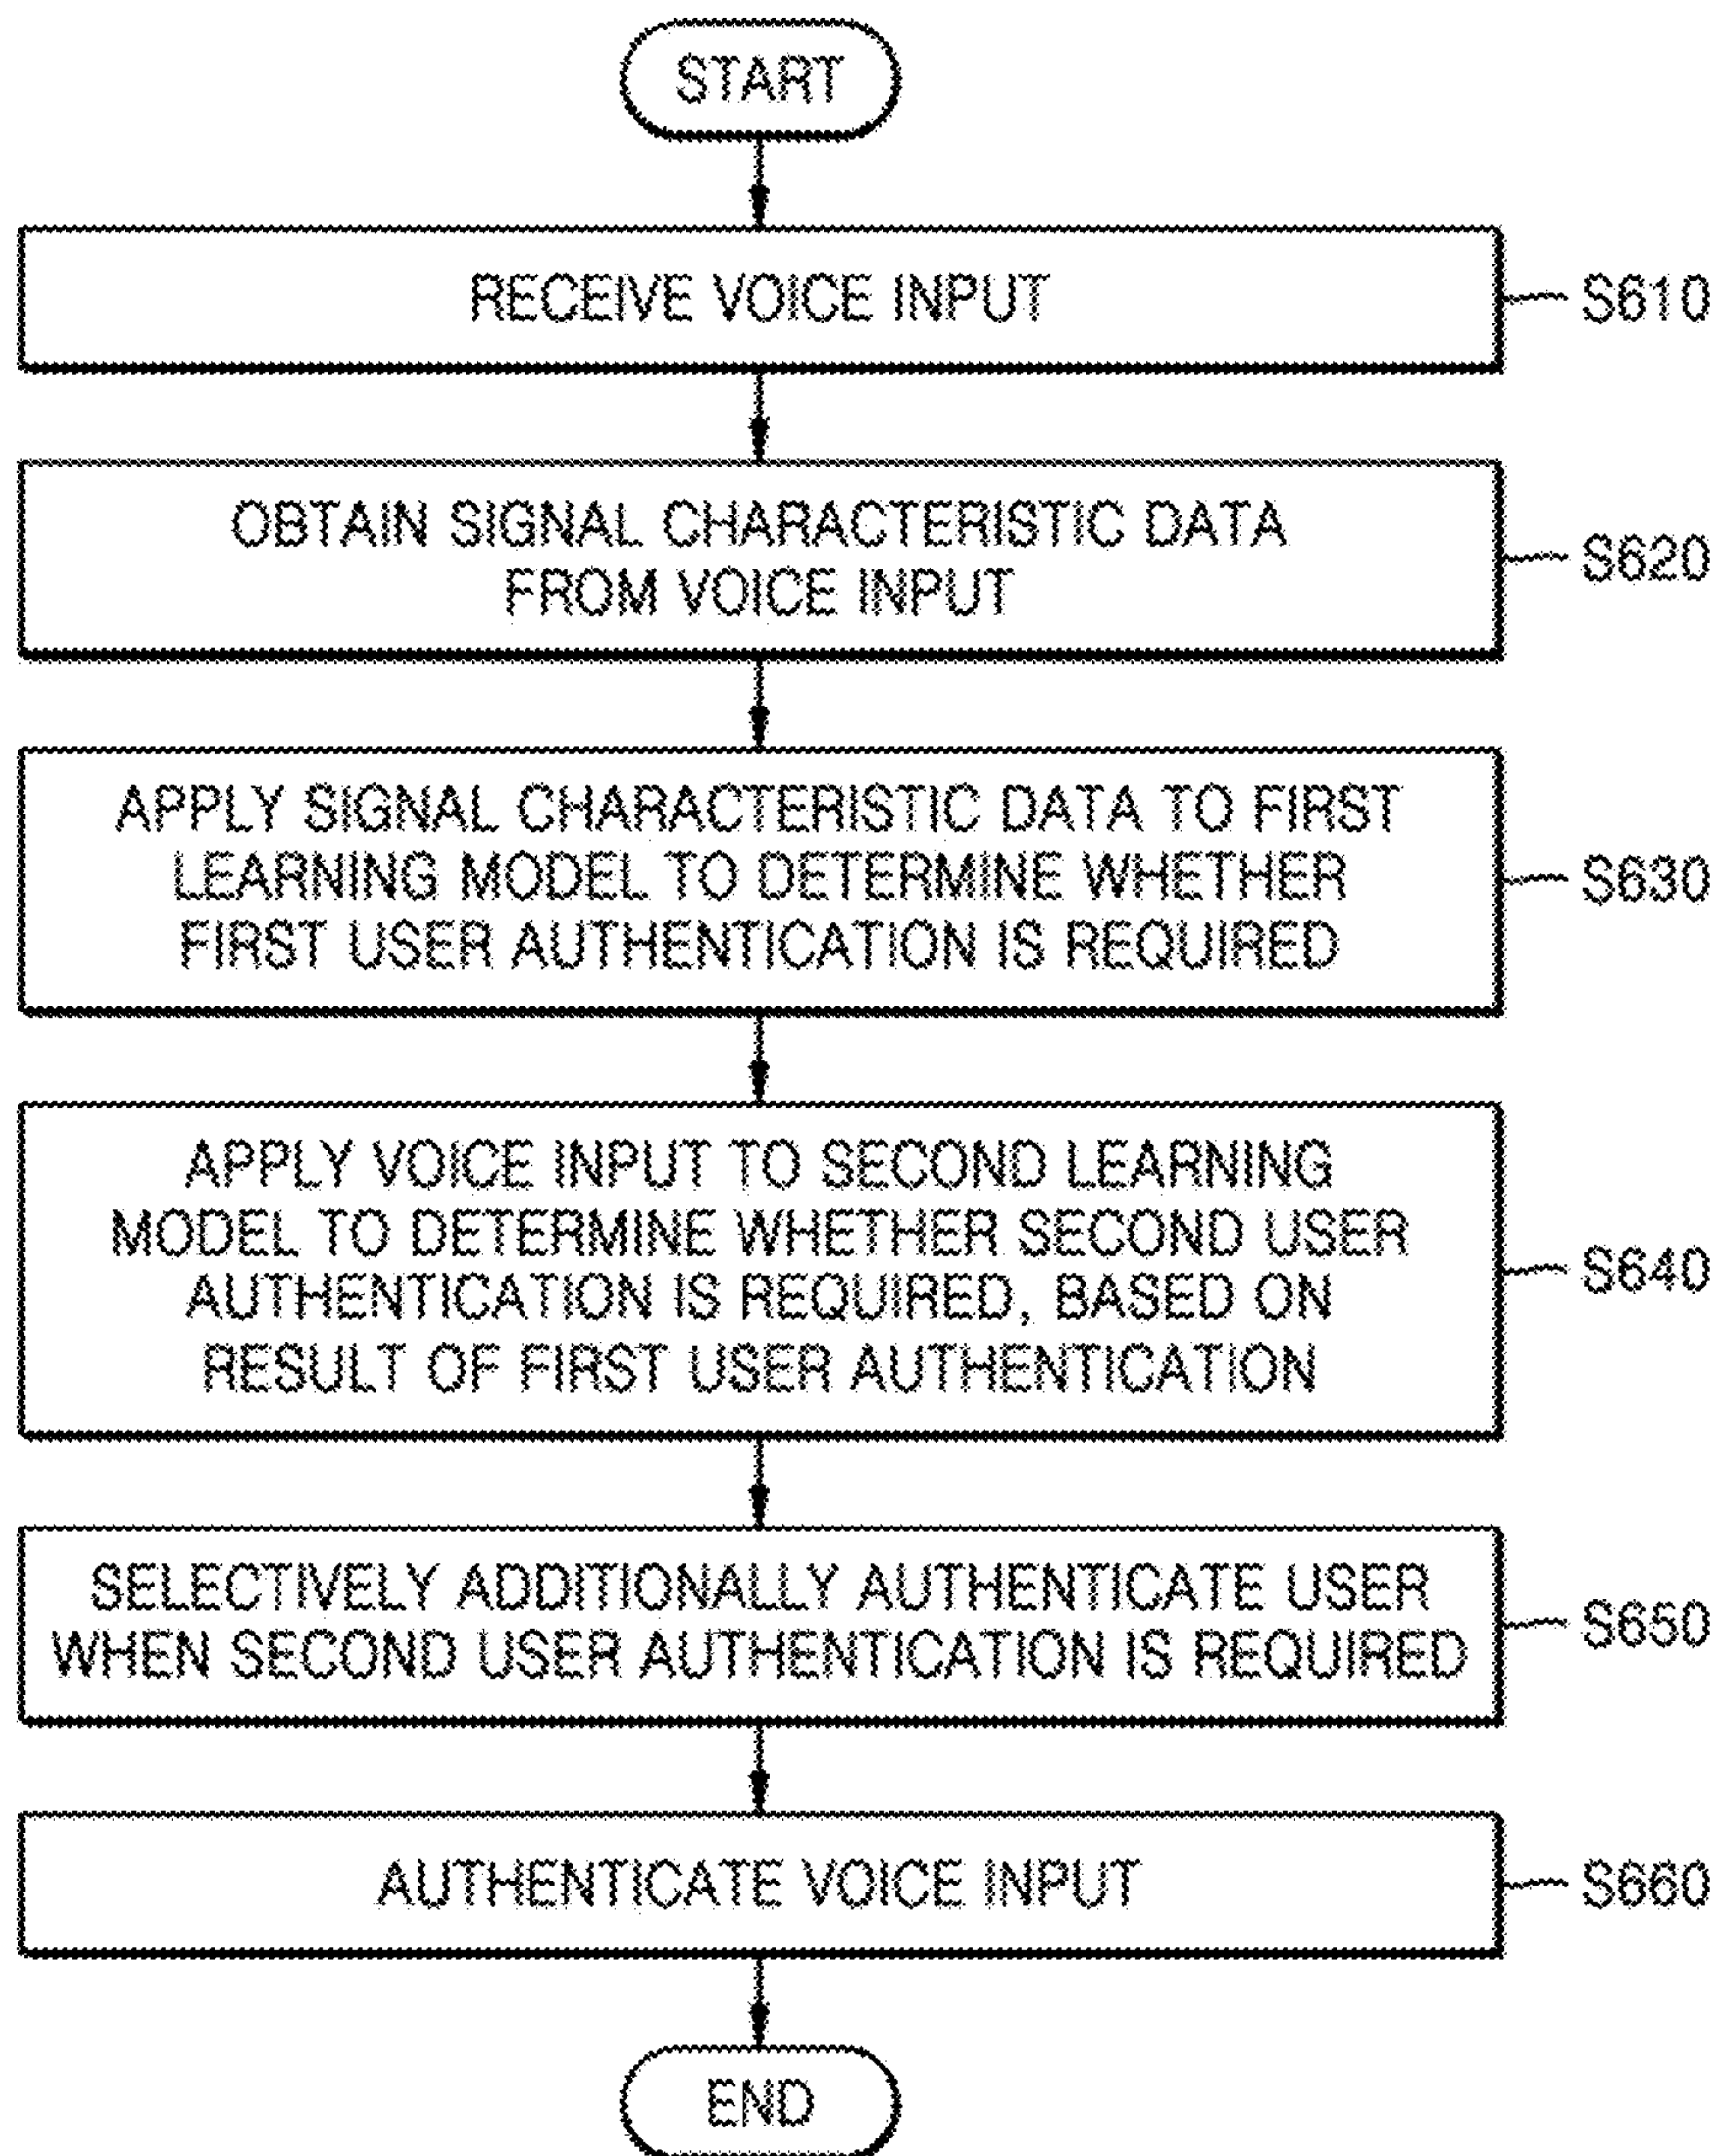 START
RECEIVE VOICE INPUT
S610
OBTAIN SIGNAL CHARACTERISTIC DATA
FROM VOICE INPUT
S620
APPLY SIGNAL CHARACTERISTIC DATA TO FIRST
LEARNING MODEL TO DETERMINE WHETHER
FIRST USER AUTHENTICATION IS REQUIRED
S630
APPLY VOICE INPUT TO SECOND LEARNING
MODEL TO DETERMINE WHETHER SECOND USER
AUTHENTICATION IS REQUIRED, BASED ON
RESULT OF FIRST USER AUTHENTICATION
S640
SELECTIVELY ADDITIONALLY AUTHENTICATE USER
WHEN SECOND USER AUTHENTICATION IS REQUIRED
S650
AUTHENTICATE VOICE INPUT
S660
END